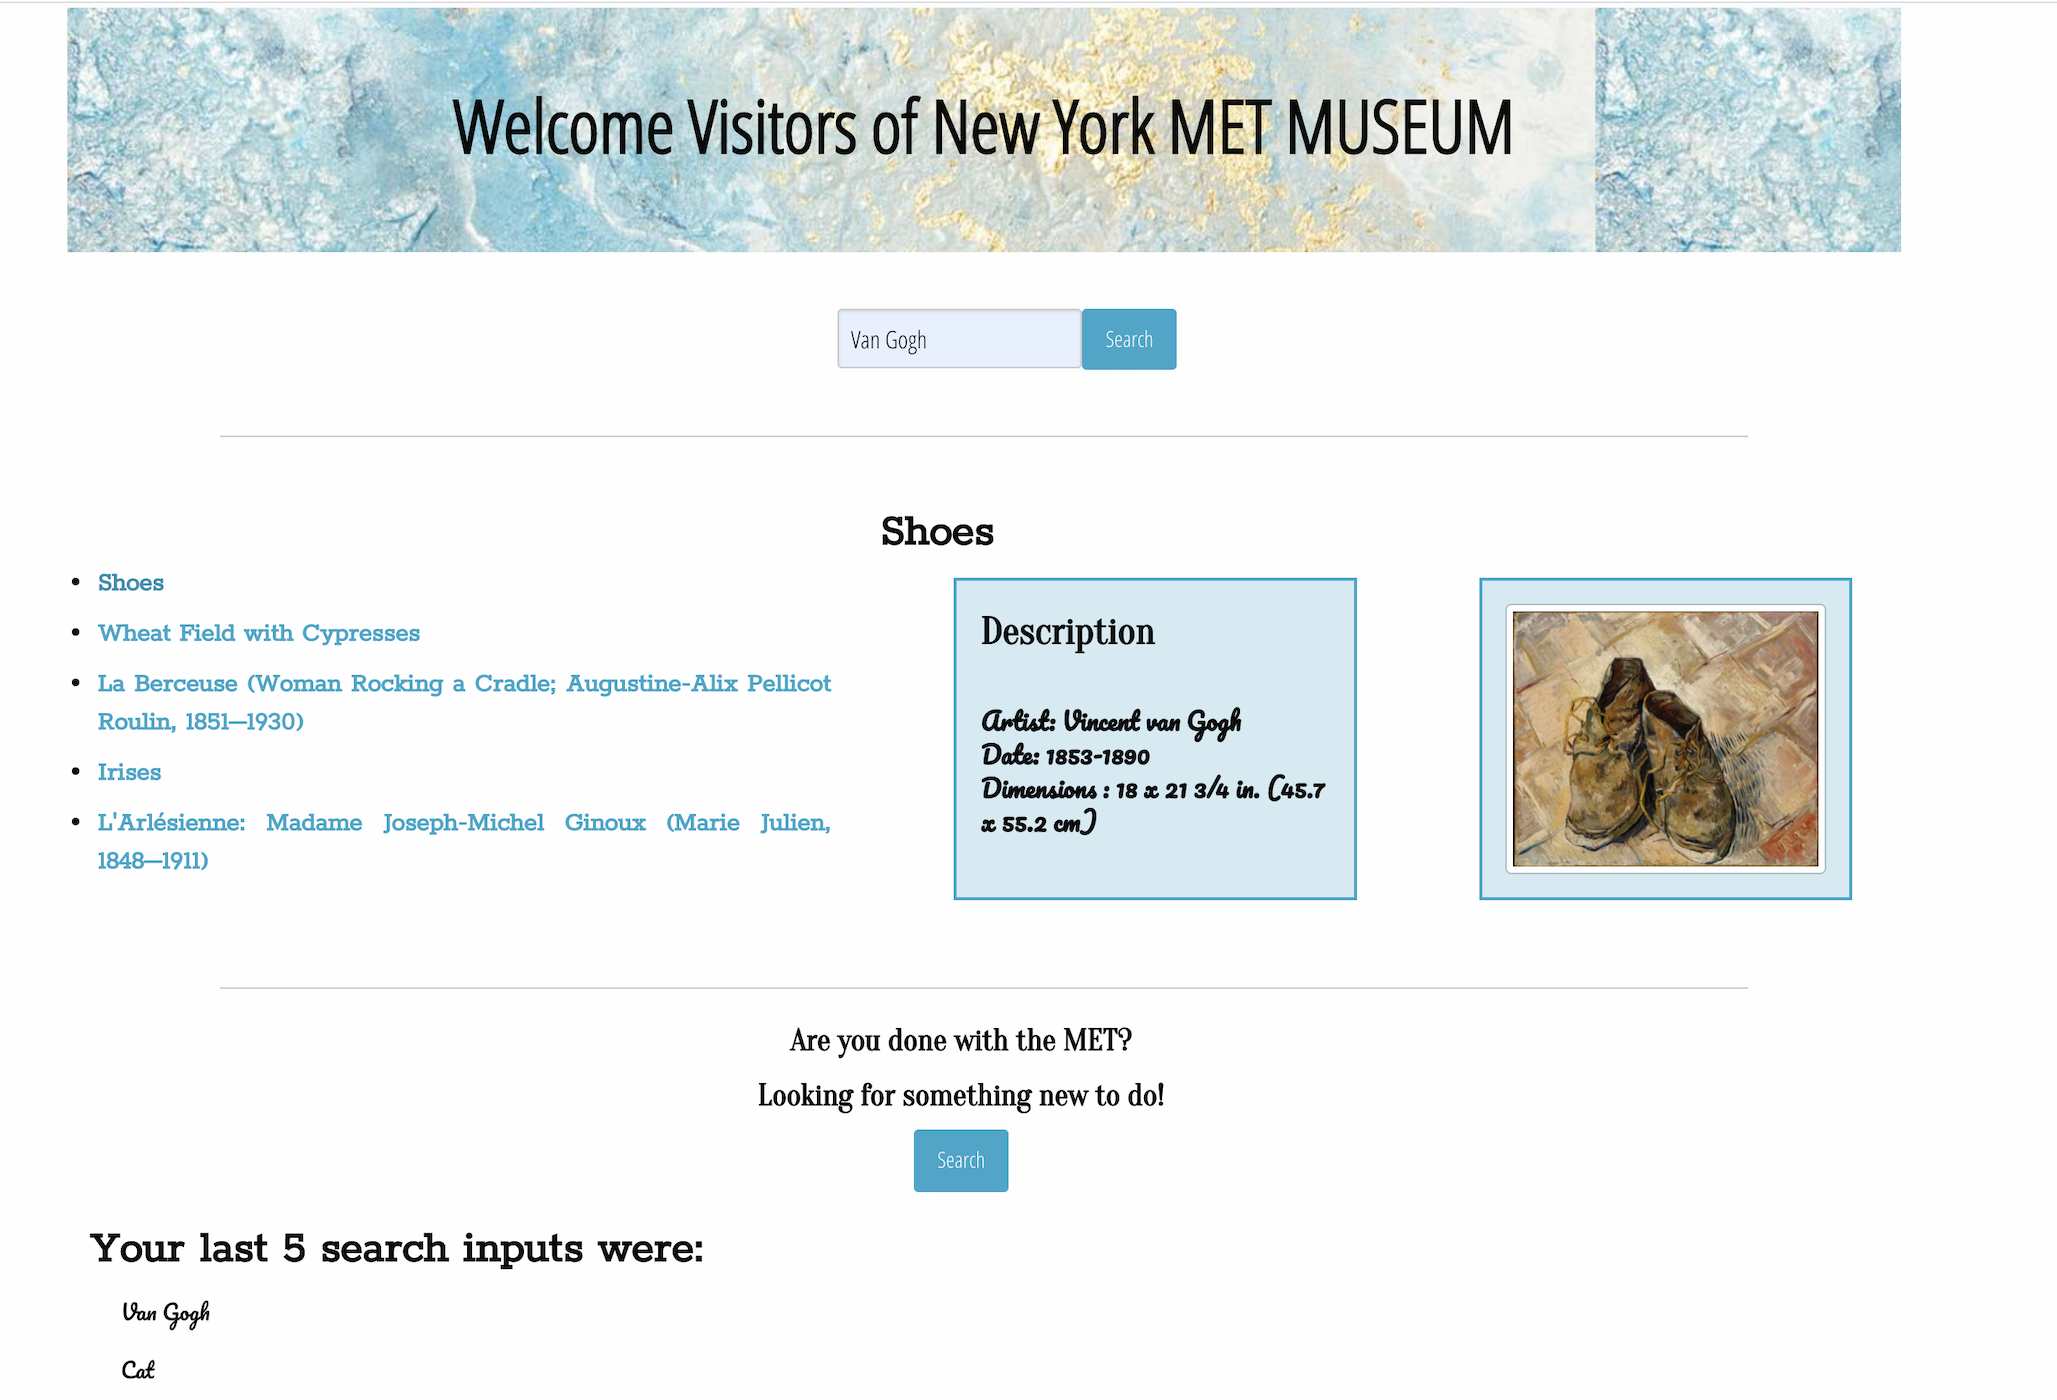 Welcome Visitors of New York MET MUSEUM
Van Gogh
Search
Shoes
Shoes
Wheat Field with Cypresses
La Berceuse (Woman Rocking a Cradle; Augustine-Alix Pellicot
Roulin, 1851—1930)
Irises
L'Arlésienne: Madame Joseph-Michel Ginoux (Marie Julien,
1848—1911)
Description
Artist: Vincent van Gogh
Date: 1853-1890
Dimensions : 18 x 21 3/4 in. (45.7
x 55.2 cm)
Are you done with the MET?
Looking for something new to do!
Search
Your last 5 search inputs were:
Van Gogh
Cat